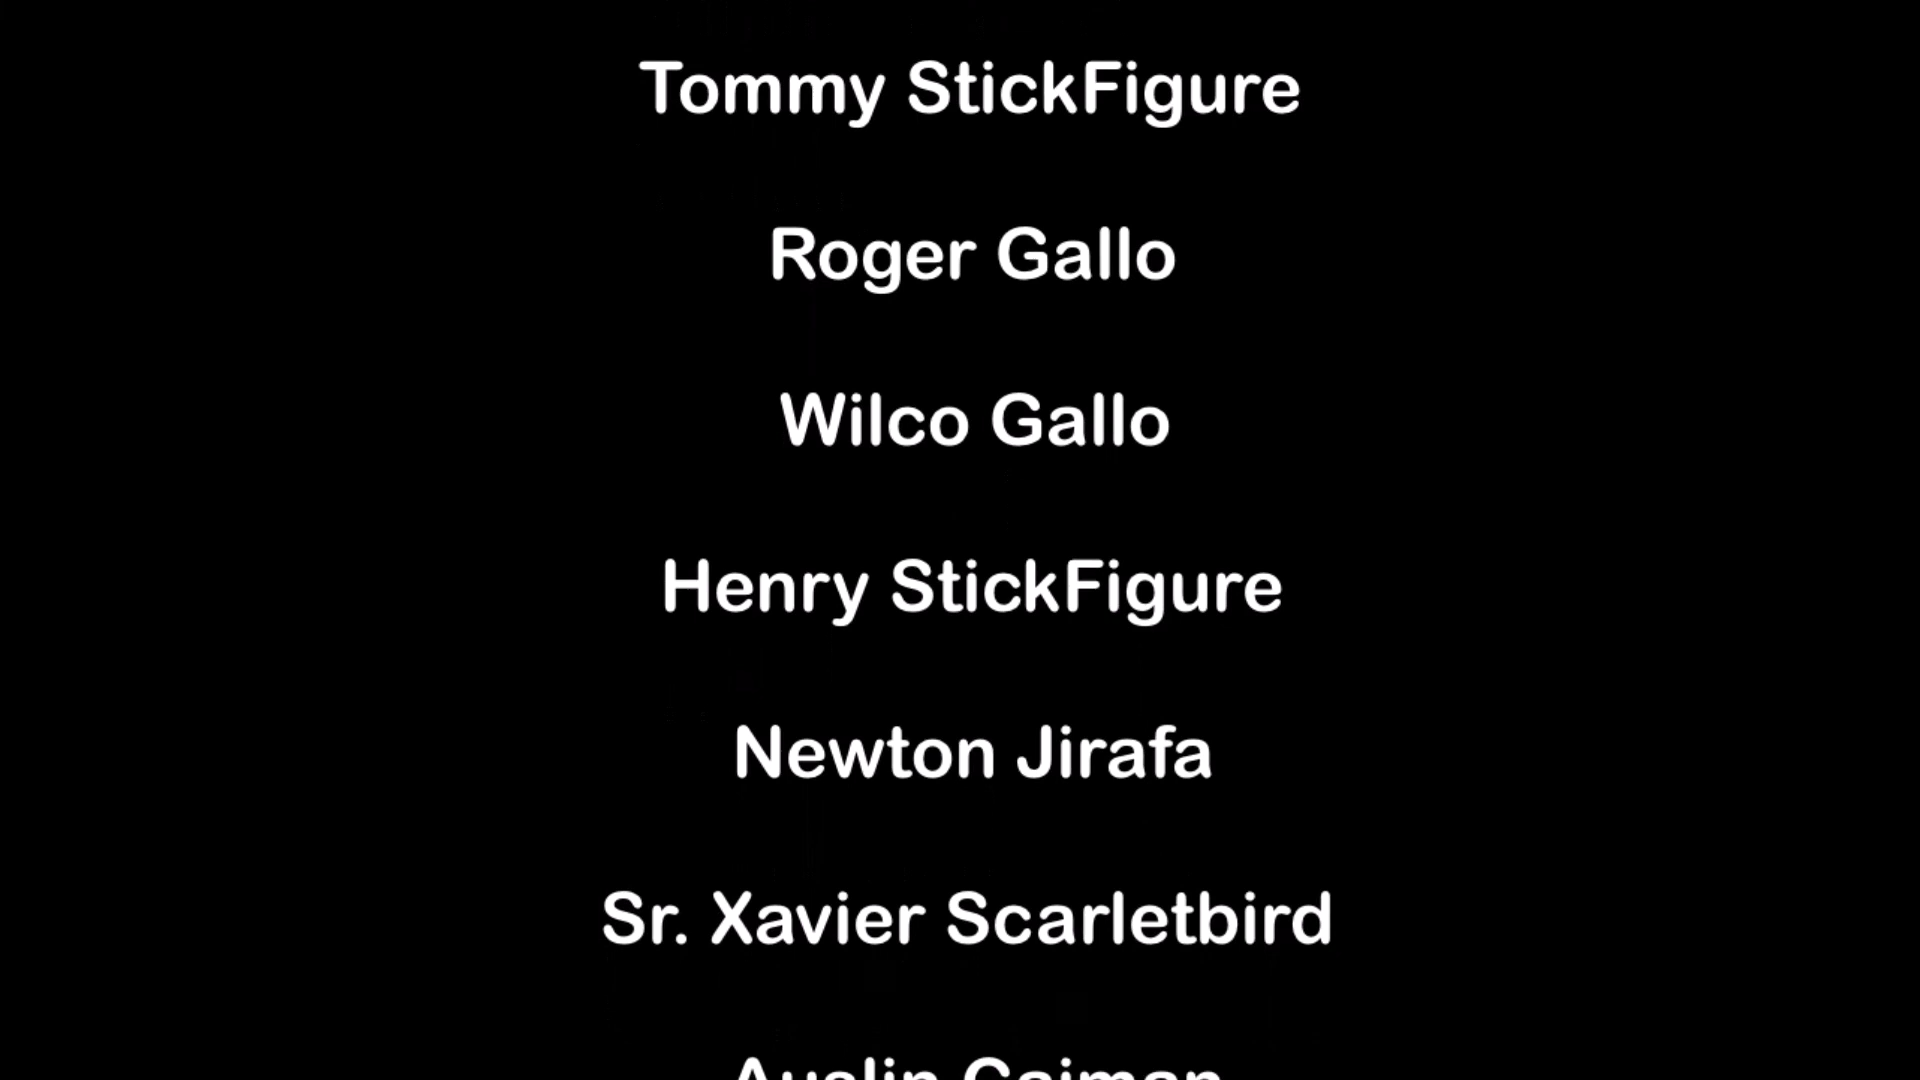 Tommy StickFigure
Roger Gallo
Wilco Gallo
Henry StickFigure
Newton Jirafa
Sr. Xavier Scarletbird